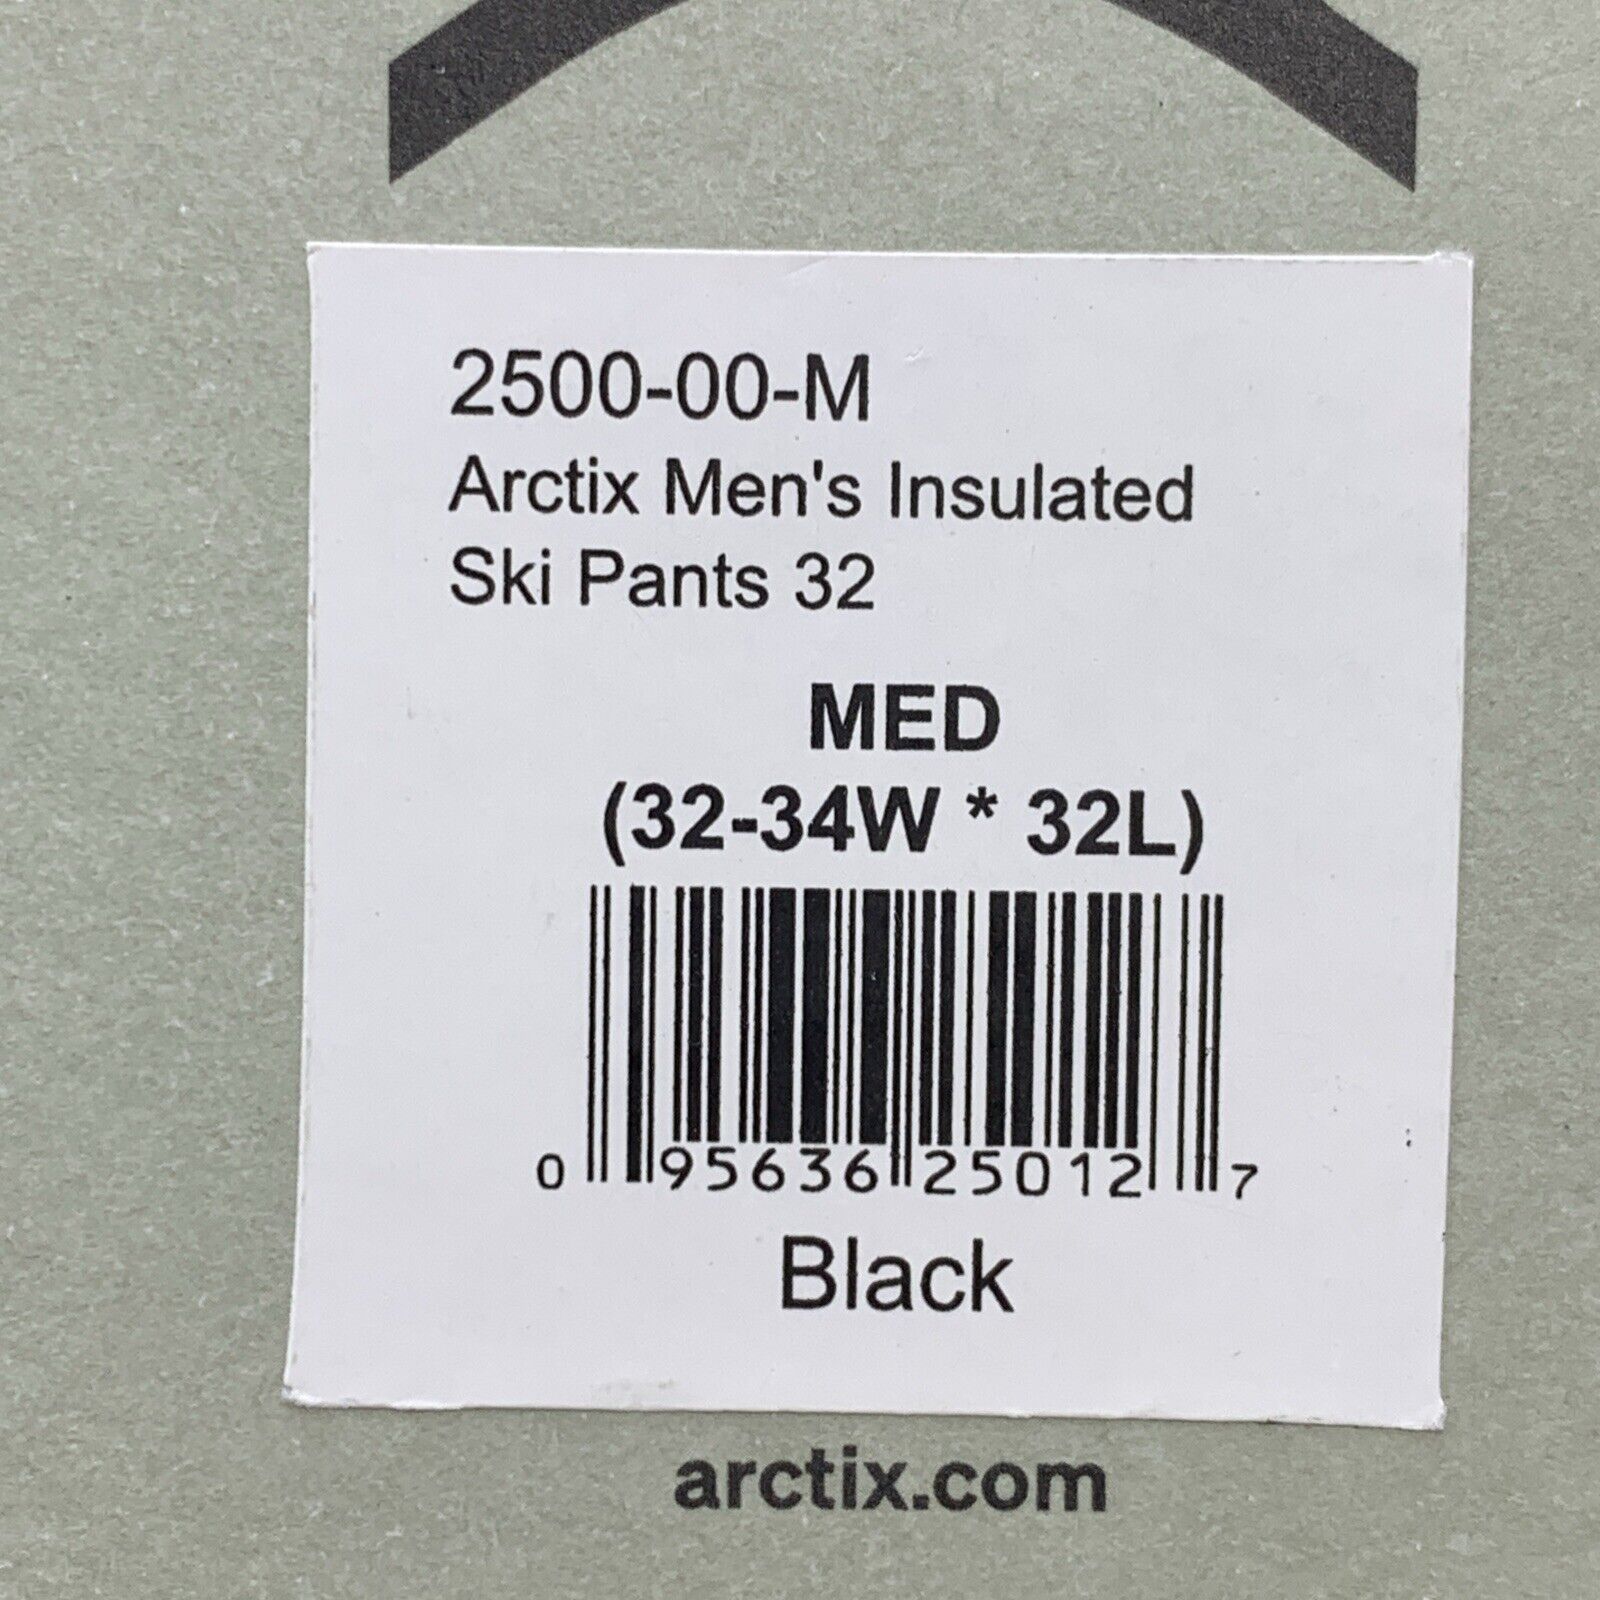 2500-00-M
Arctix Men's Insulated
Ski Pants 32
MED
(32-34W * 32L)
0 95636 25012 7
Black
arctix.com